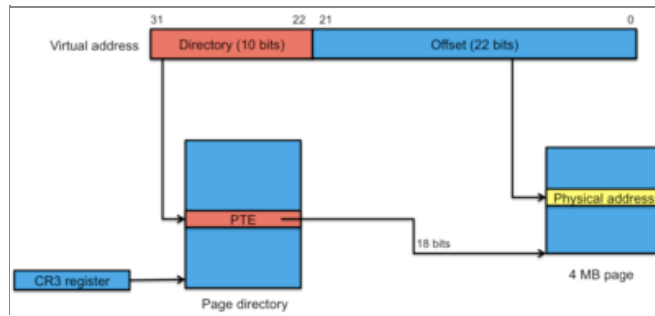 31 22 21 0
Virtual address Directory (10 bits) Offset (22 bits)
Physical address
PTE
18 bits
CR3 register
4 MB page
Page directory